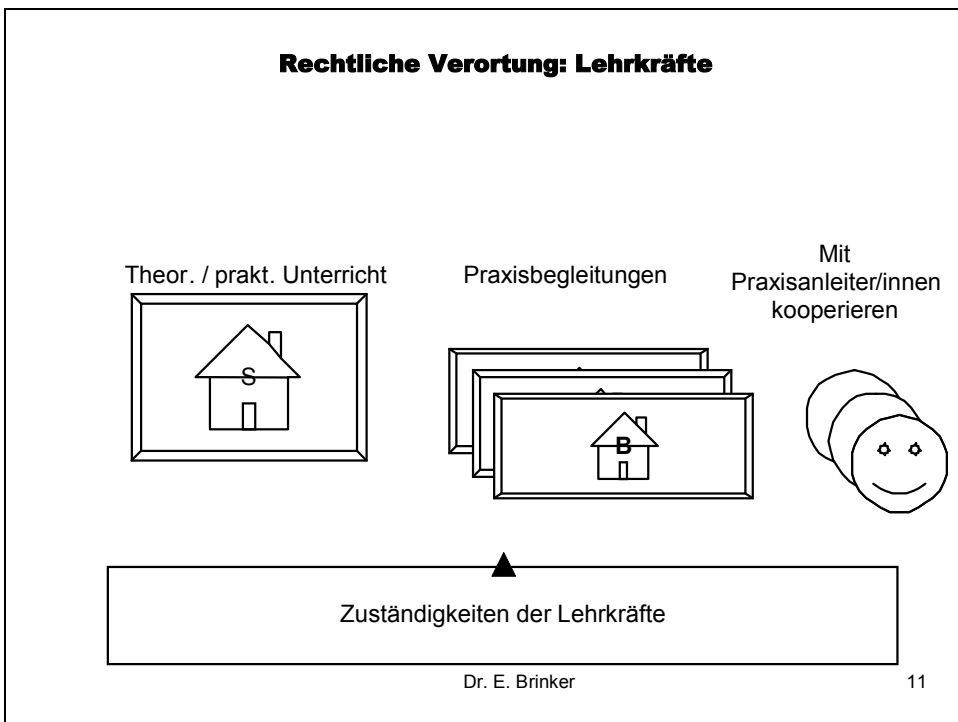 Rechtliche Verortung: Lehrkräfte
Theor. / prakt. Unterricht
Praxisbegleitungen
Mit
Praxisanleiter/innen
kooperieren
S
B
Zuständigkeiten der Lehrkräfte
Dr. E. Brinker
11